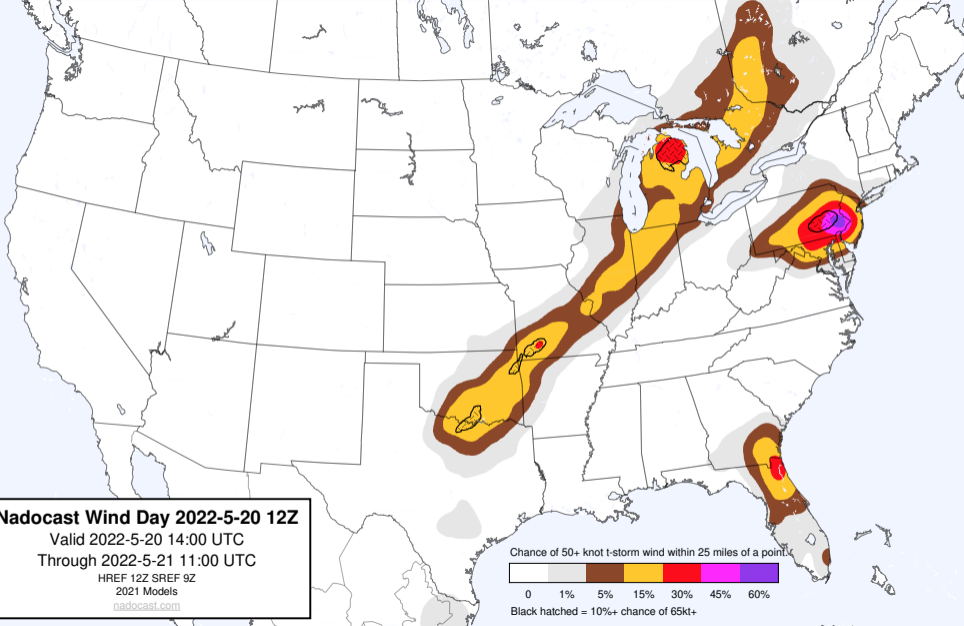 Nadocast Wind Day 2022-5-20 12Z
Valid 2022-5-20 14:00 UTC
Through 2022-5-21 11:00 UTC
HREF 12Z SREF 9Z
2021 Models
nadocast.com
Chance of 50+ knot t-storm wind within 25 miles of a point.
0 1% 5% 15% 30% 45% 60%
Black hatched = 10%+ chance of 65kt+